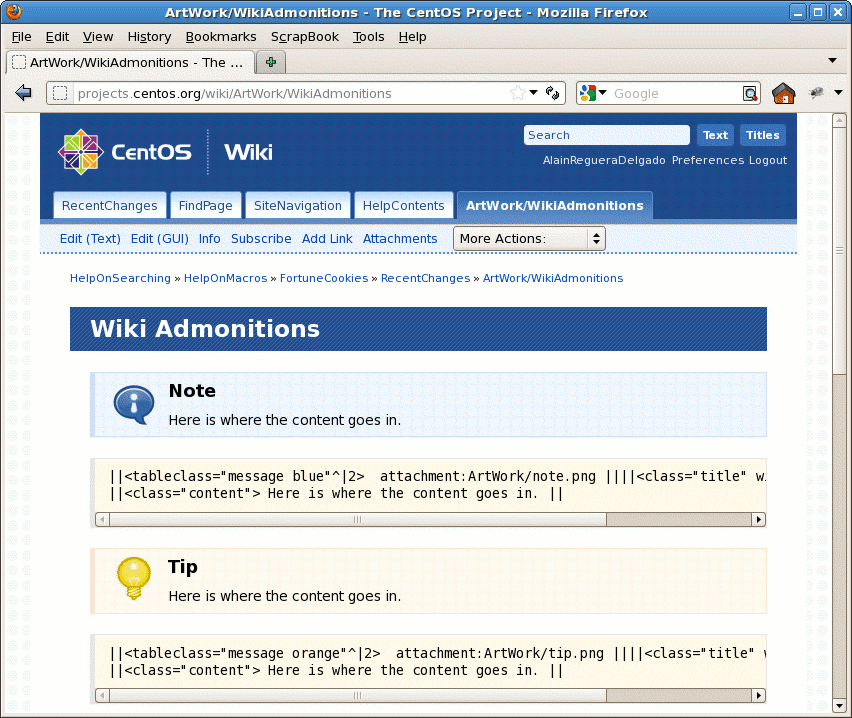 ArtWork/WikiAdmonitions - The CentOS Project - Mozilla Firefox
File Edit View History Bookmarks ScrapBook Tools Help
ArtWork/WikiAdmonitions - The ...
projects.centos.org/wiki/ArtWork/WikiAdmonitions
Google
CentOS Wiki
Search Text Titles
AlainRegueraDelgado Preferences Logout
RecentChanges FindPage SiteNavigation HelpContents ArtWork/WikiAdmonitions
Edit (Text) Edit (GUI) Info Subscribe Add Link Attachments More Actions:
HelpOnSearching » HelpOnMacros » FortuneCookies » RecentChanges » ArtWork/WikiAdmonitions
Wiki Admonitions
Note
Here is where the content goes in.
||<tableclass="message blue"^|2>  attachment:ArtWork/note.png ||||<class="title" w
||<class="content"> Here is where the content goes in. ||
Tip
Here is where the content goes in.
||<tableclass="message orange"^|2>  attachment:ArtWork/tip.png ||||<class="title"
||<class="content"> Here is where the content goes in. ||